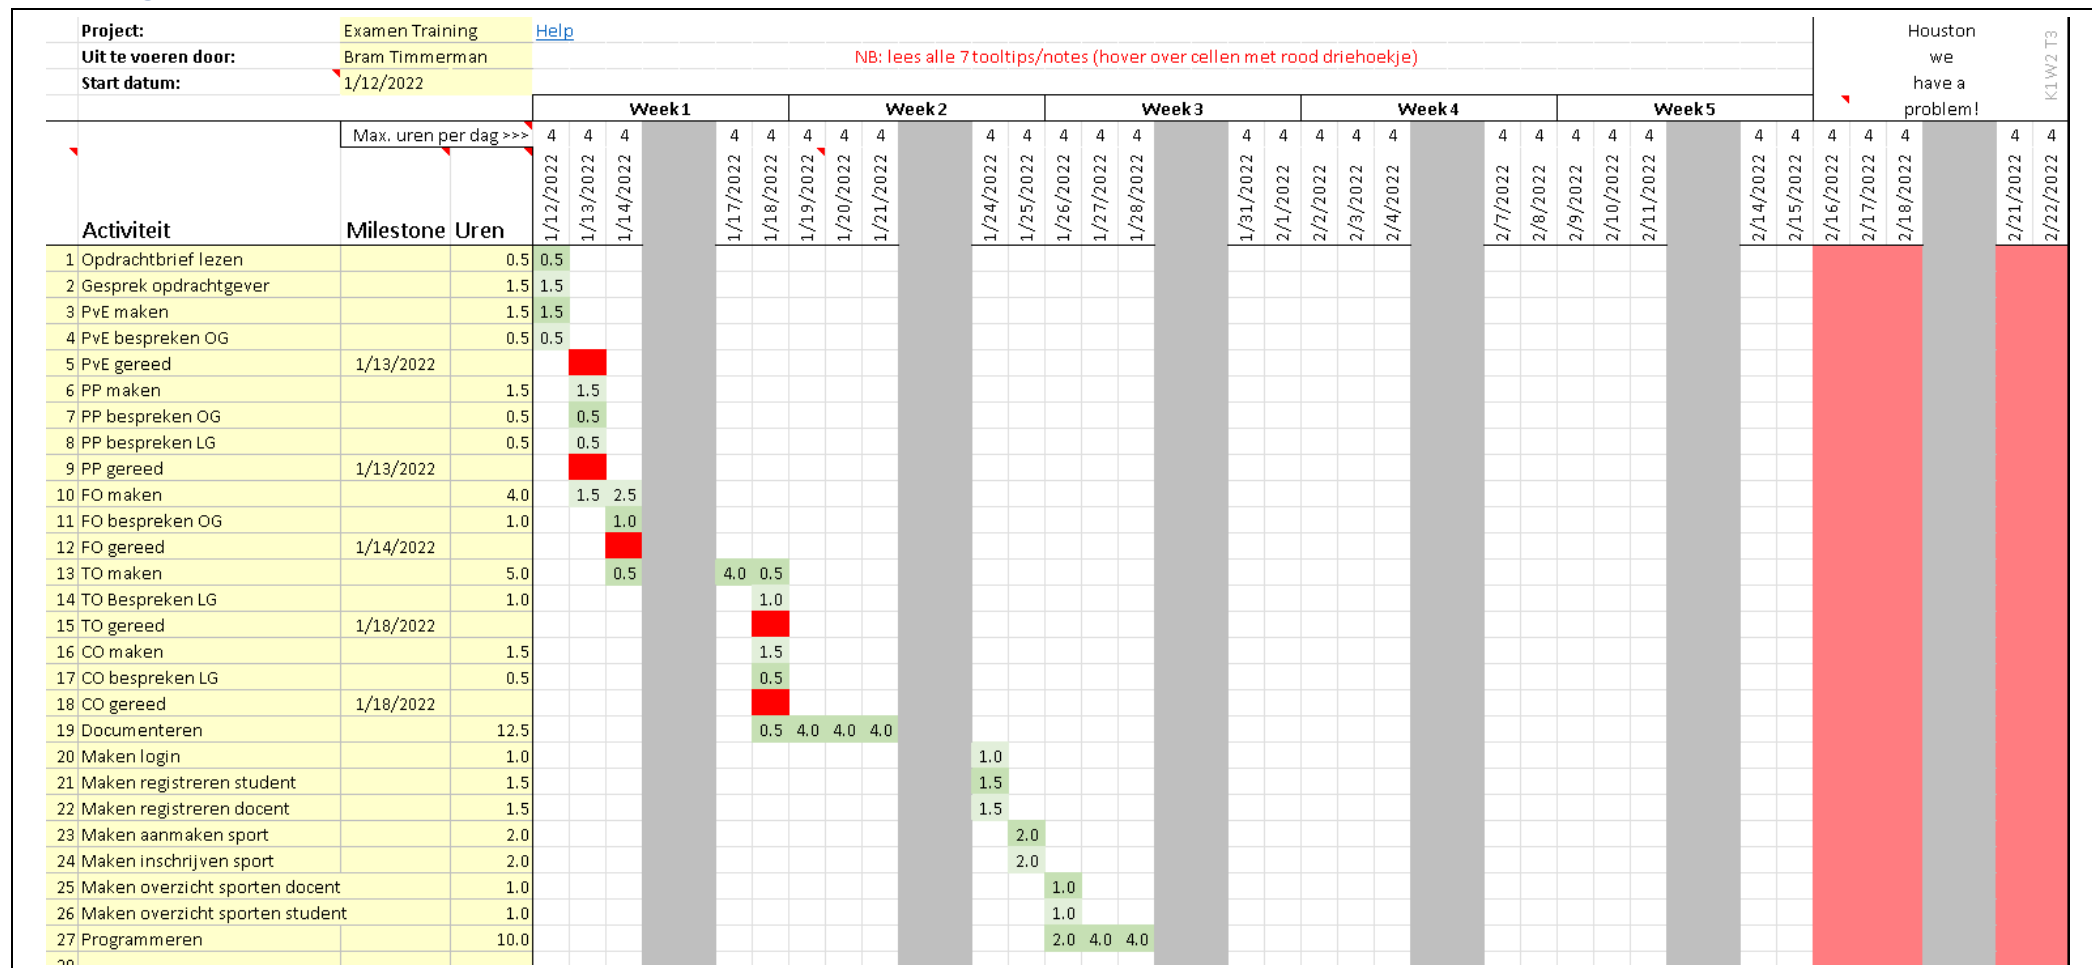 Project: Examen Training Help Houston
Uit te voeren door: Bram Timmerman NB: lees alle 7 tooltips/notes (hover over cellen met rood driehoekje) we
Start datum: 1/12/2022 have a
K1W2 T3
Week 1 Week 2 Week 3 Week 4 Week 5 problem!
Max. uren per dag >>> 4 4 4 4 4 4 4 4 4 4 4 4 4 4 4 4 4 4 4 4 4 4 4 4 4 4 4 4 4 4
Activiteit Milestone Uren 1/12/2022 1/13/2022 1/14/2022 1/17/2022 1/18/2022 1/19/2022 1/20/2022 1/21/2022 1/24/2022 1/25/2022 1/26/2022 1/27/2022 1/28/2022 1/31/2022 2/1/2022 2/2/2022 2/3/2022 2/4/2022 2/7/2022 2/8/2022 2/9/2022 2/10/2022 2/11/2022 2/14/2022 2/15/2022 2/16/2022 2/17/2022 2/18/2022 2/21/2022 2/22/2022
1 Opdrachtbrief lezen 0.5 0.5
2 Gesprek opdrachtgever 1.5 1.5
3 PvE maken 1.5 1.5
4 PvE bespreken OG 0.5 0.5
5 PvE gereed 1/13/2022
6 PP maken 1.5 1.5
7 PP bespreken OG 0.5 0.5
8 PP bespreken LG 0.5 0.5
9 PP gereed 1/13/2022
10 FO maken 4.0 1.5 2.5
11 FO bespreken OG 1.0 1.0
12 FO gereed 1/14/2022
13 TO maken 5.0 0.5 4.0 0.5
14 TO Bespreken LG 1.0 1.0
15 TO gereed 1/18/2022
16 CO maken 1.5 1.5
17 CO bespreken LG 0.5 0.5
18 CO gereed 1/18/2022
19 Documenteren 12.5 0.5 4.0 4.0 4.0
20 Maken login 1.0 1.0
21 Maken registreren student 1.5 1.5
22 Maken registreren docent 1.5 1.5
23 Maken aanmaken sport 2.0 2.0
24 Maken inschrijven sport 2.0 2.0
25 Maken overzicht sporten docent 1.0 1.0
26 Maken overzicht sporten student 1.0 1.0
27 Programmeren 10.0 2.0 4.0 4.0